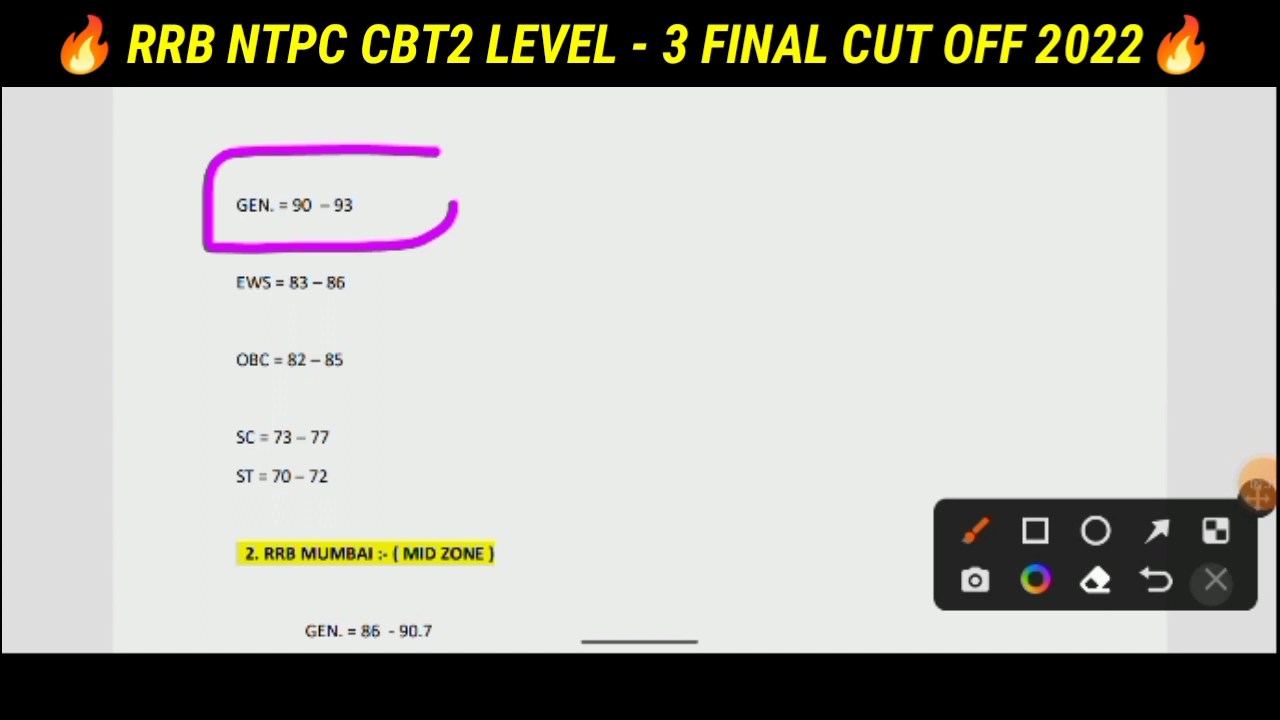 🔥 RRB NTPC CBT2 LEVEL - 3 FINAL CUT OFF 2022 🔥
GEN. = 90 – 93
EWS = 83 – 86
OBC = 82 – 85
SC = 73 – 77
ST = 70 – 72
2. RRB MUMBAI :- ( MID ZONE )
GEN. = 86 - 90.7